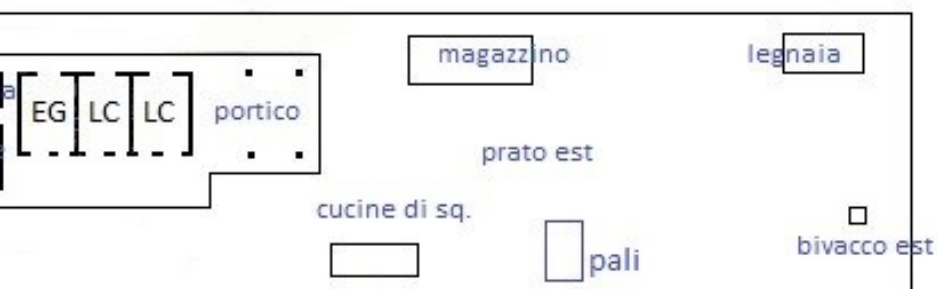 magazzino
legnaia
a
EG LC LC
portico
prato est
cucine di sq.
bivacco est
pali